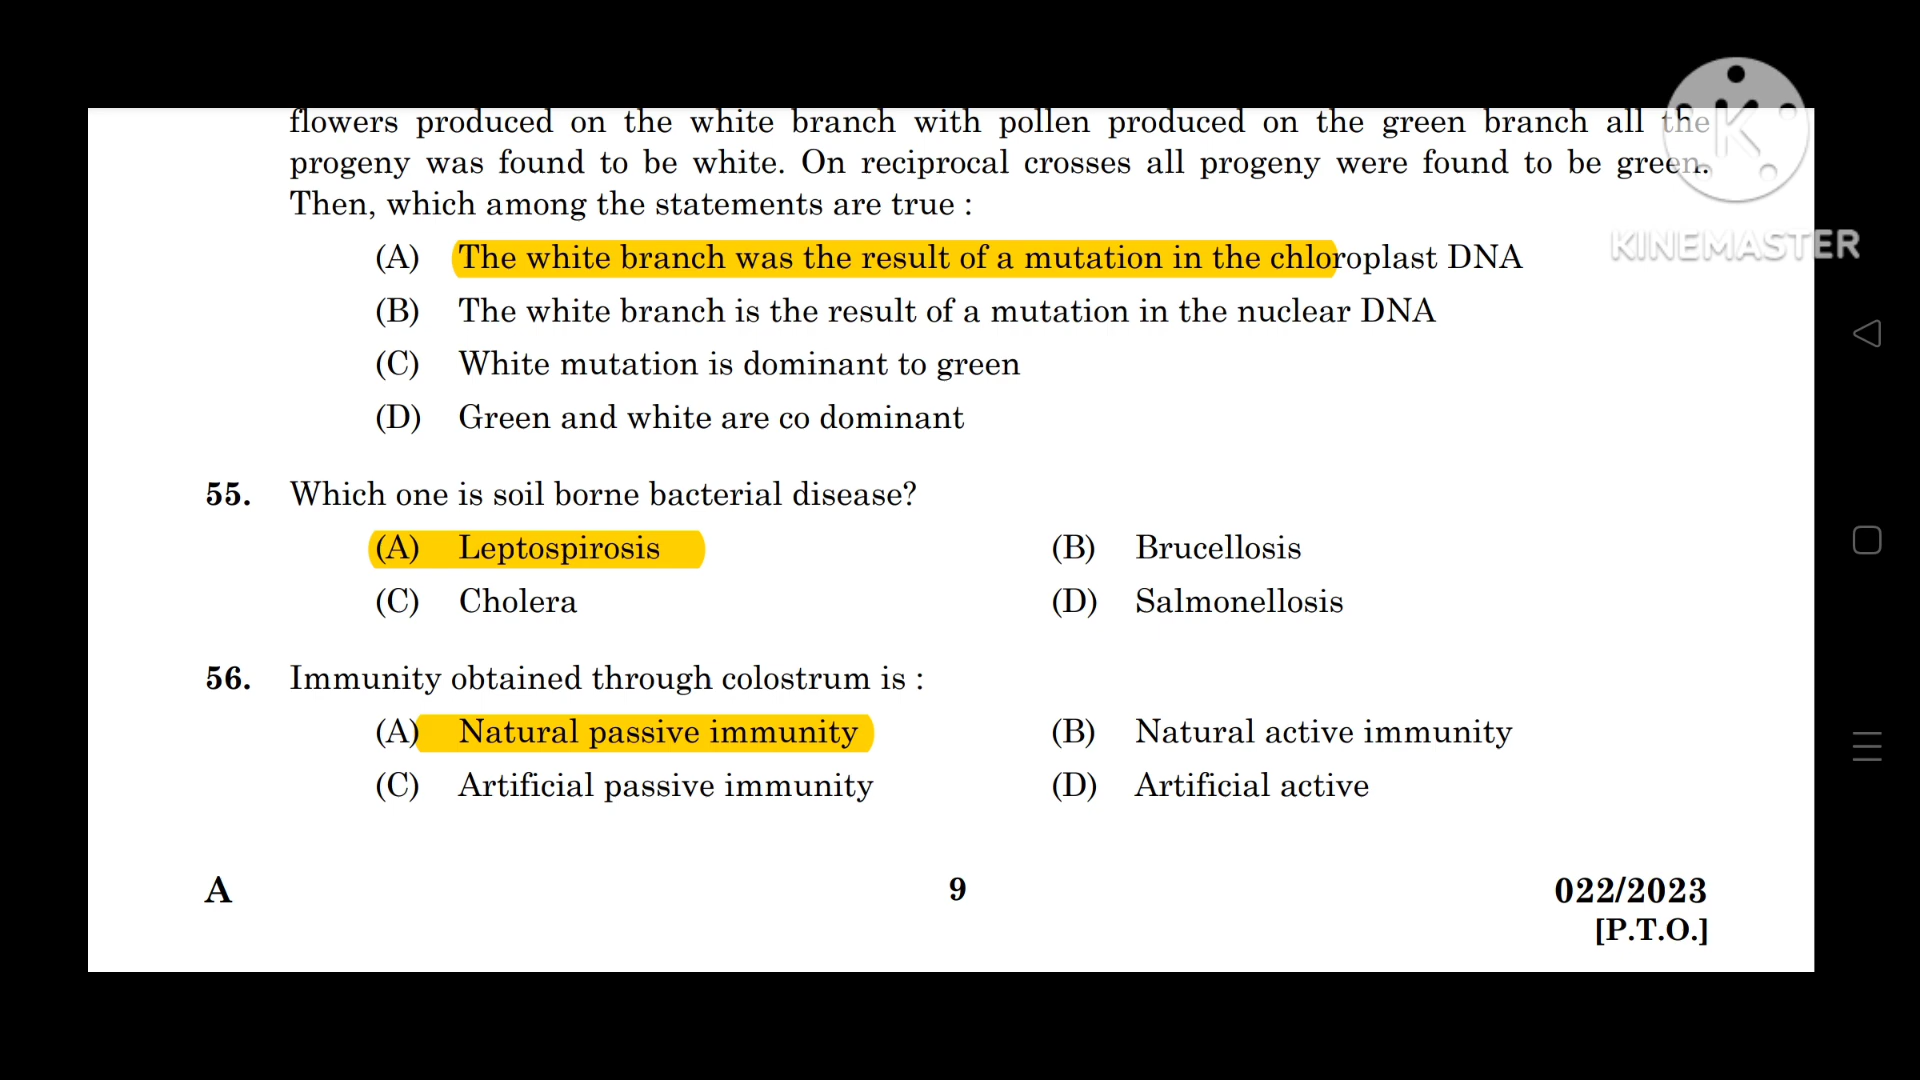 flowers produced on the white branch with pollen produced on the green branch all the
progeny was found to be white. On reciprocal crosses all progeny were found to be green.
Then, which among the statements are true :
(A) The white branch was the result of a mutation in the chloroplast DNA
(B) The white branch is the result of a mutation in the nuclear DNA
(C) White mutation is dominant to green
(D) Green and white are co dominant
55. Which one is soil borne bacterial disease?
(A) Leptospirosis (B) Brucellosis
(C) Cholera (D) Salmonellosis
56. Immunity obtained through colostrum is :
(A) Natural passive immunity (B) Natural active immunity
(C) Artificial passive immunity (D) Artificial active
A 9 022/2023
[P.T.O.]
K
KINEMASTER